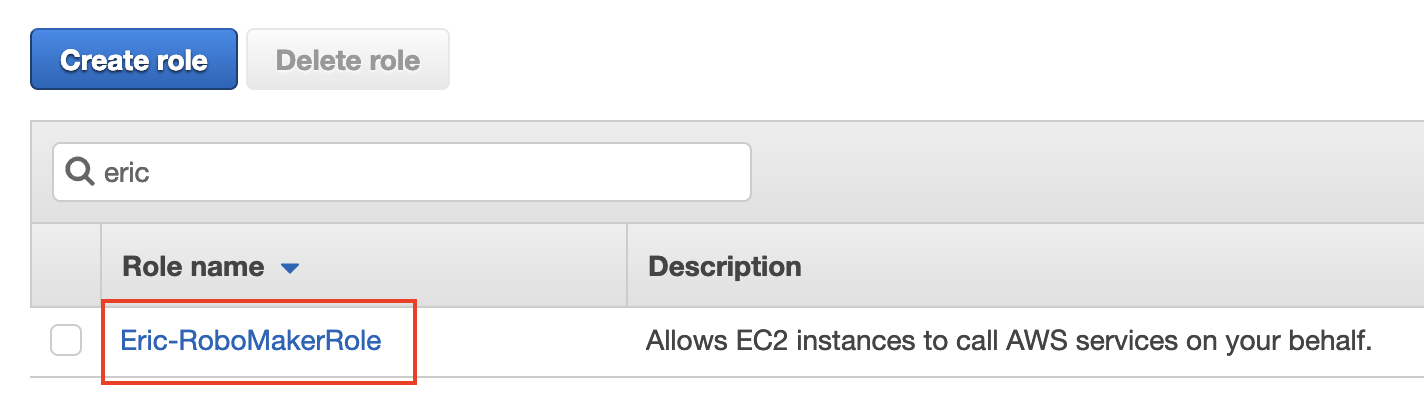 Create role Delete role
eric
Role name Description
Eric-RoboMakerRole Allows EC2 instances to call AWS services on your behalf.